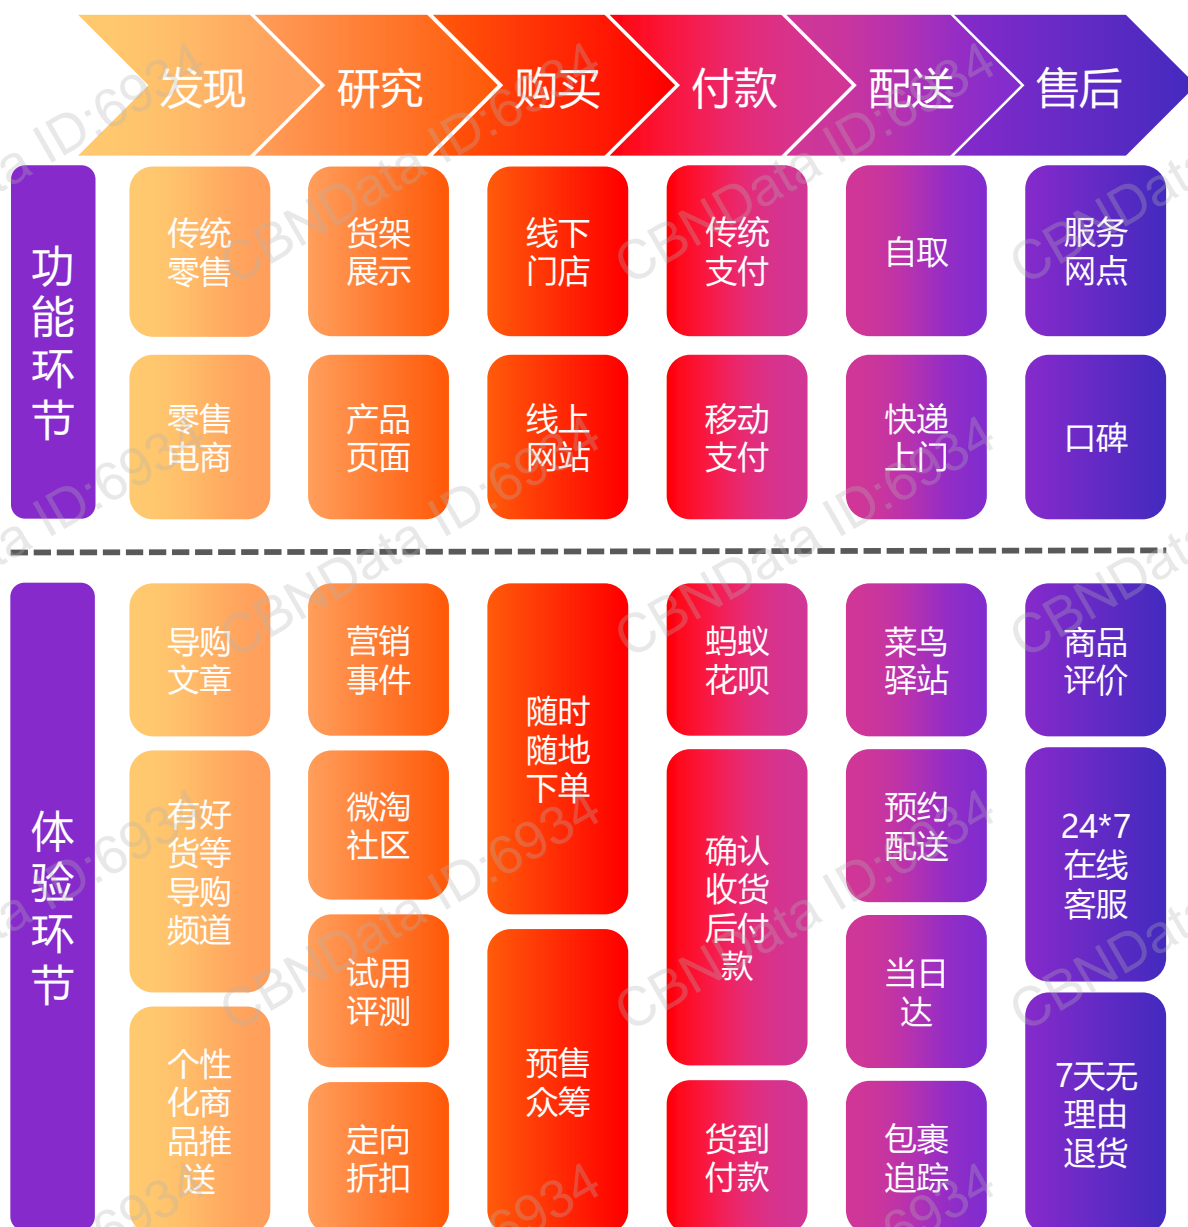 发现
研究
购买
付款
配送
售后
功
能
环
节
传统
零售
货架
展示
线下
门店
传统
支付
自取
服务
网点
零售
电商
产品
页面
线上
网站
移动
支付
快递
上门
口碑
体
验
环
节
导购
文章
有好
货等
导购
频道
个性
化商
品推
送
营销
事件
微淘
社区
试用
评测
定向
折扣
随时
随地
下单
预售
众筹
蚂蚁
花呗
确认
收货
后付
款
货到
付款
菜鸟
驿站
预约
配送
当日
达
包裹
追踪
商品
评价
24*7
在线
客服
7天无
理由
退货
CBNData ID:6934